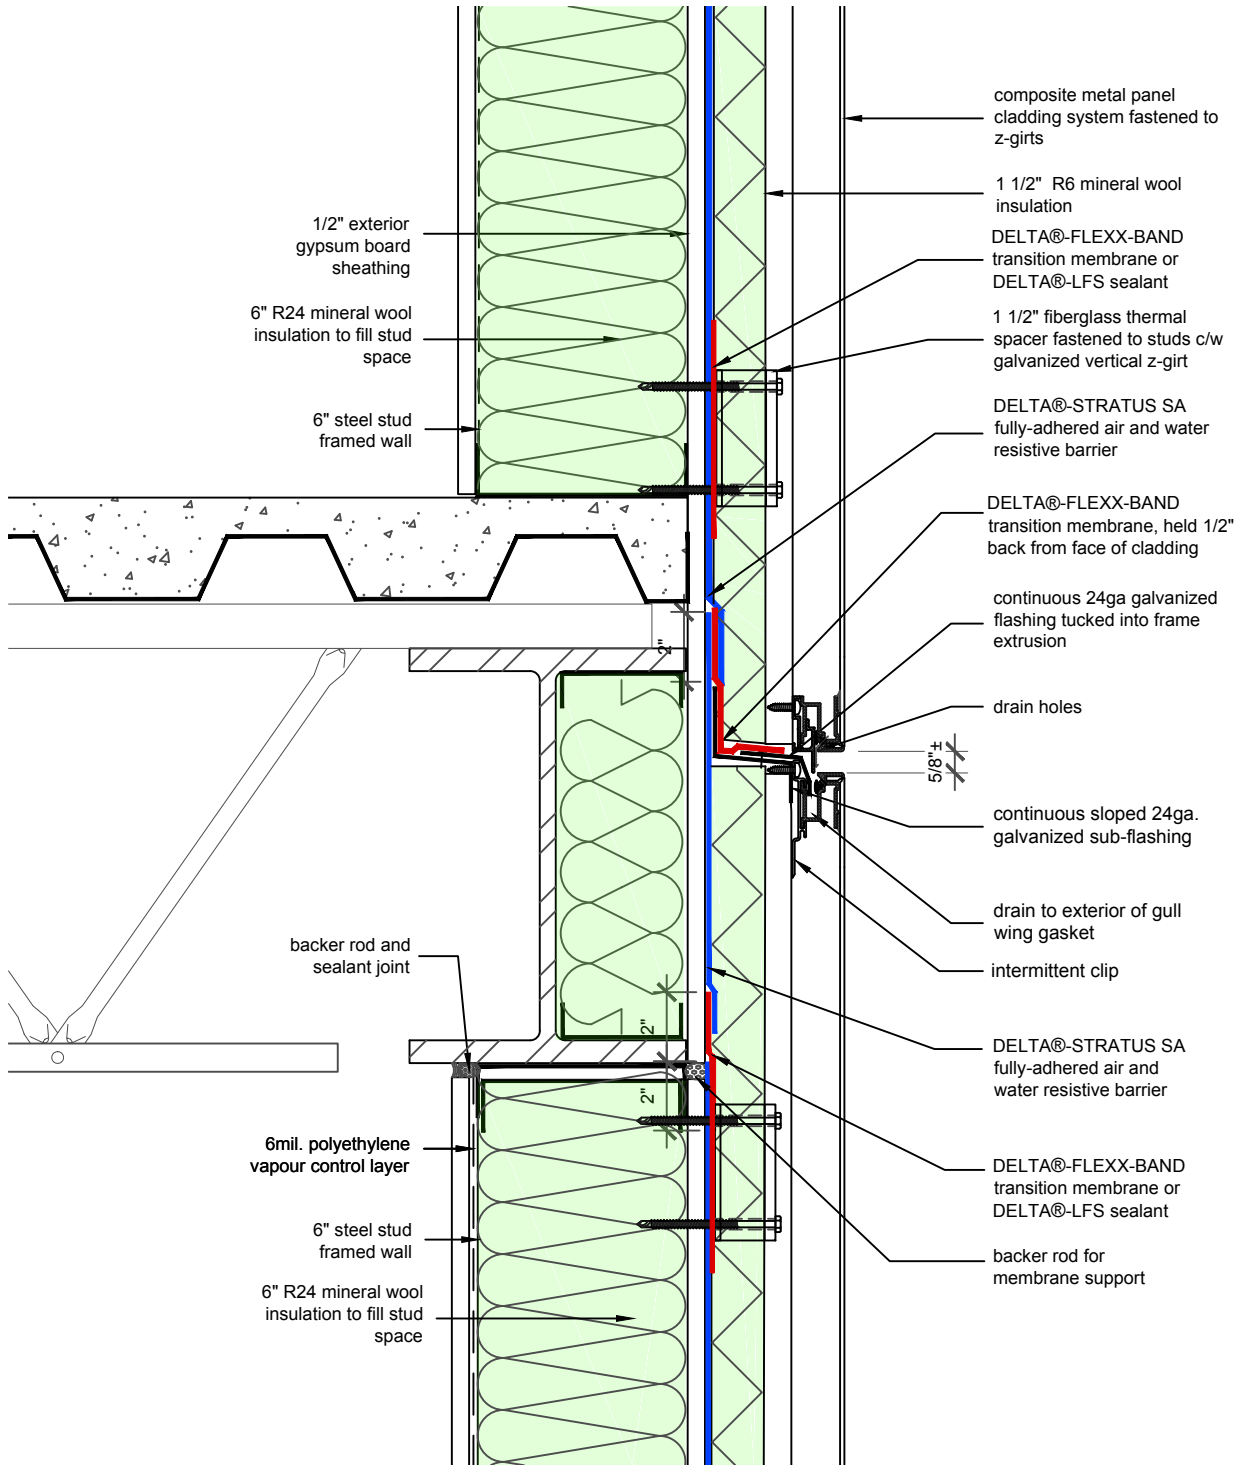 composite metal panel
cladding system fastened to
z-girts
1 1/2"  R6 mineral wool
insulation
1/2" exterior
gypsum board
sheathing
DELTA®-FLEXX-BAND
transition membrane or
DELTA®-LFS sealant
6" R24 mineral wool
insulation to fill stud
space
1 1/2" fiberglass thermal
spacer fastened to studs c/w
galvanized vertical z-girt
6" steel stud
framed wall
DELTA®-STRATUS SA
fully-adhered air and water
resistive barrier
DELTA®-FLEXX-BAND
transition membrane, held 1/2"
back from face of cladding
continuous 24ga galvanized
flashing tucked into frame
extrusion
2"
drain holes
5/8"±
continuous sloped 24ga.
galvanized sub-flashing
drain to exterior of gull
wing gasket
backer rod and
sealant joint
intermittent clip
2"
DELTA®-STRATUS SA
fully-adhered air and
water resistive barrier
2"
6mil. polyethylene
vapour control layer
DELTA®-FLEXX-BAND
transition membrane or
DELTA®-LFS sealant
6" steel stud
framed wall
backer rod for
membrane support
6" R24 mineral wool
insulation to fill stud
space